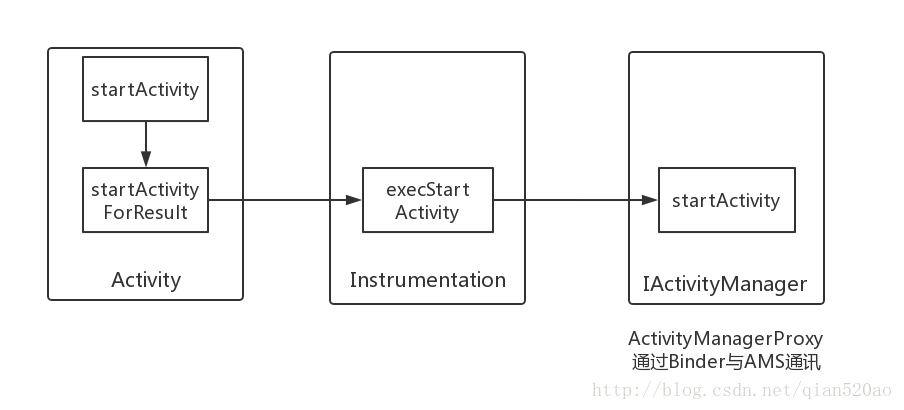 startActivity
startActivity
ForResult
Activity
execStart
Activity
Instrumentation
startActivity
IActivityManager
ActivityManagerProxy
通过Binder与AMS通讯
http://blog.csdn.net/qian520ao